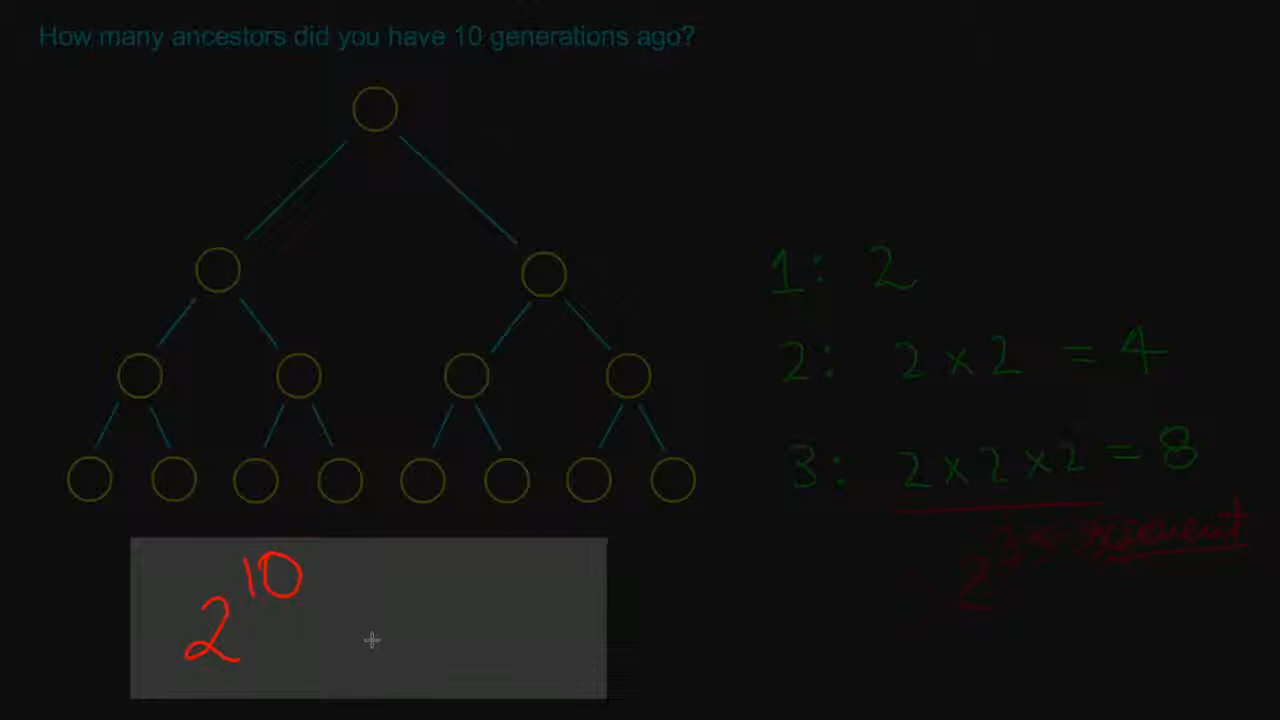 How many ancestors did you have 10 generations ago?
1: 2
2: 2 x 2 = 4
3: 2 x 2 x 2 = 8
2^3 exponent
2^10